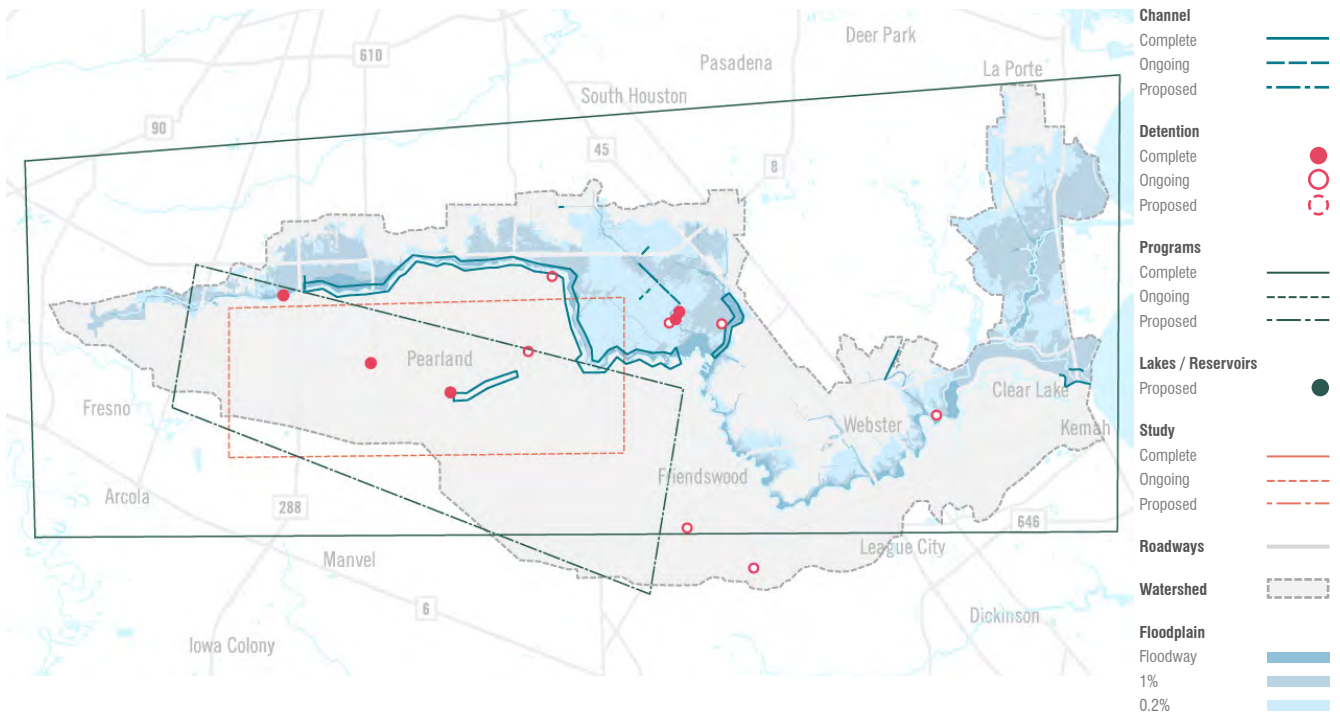 Deer Park
610
Pasadena
La Porte
South Houston
90
45
8
Pearland
Fresno
Clear Lake
Webster
Kemah
Friendswood
Arcola
288
646
League City
Manvel
6
Dickinson
Iowa Colony
Channel
Complete
Ongoing
Proposed
Detention
Complete
Ongoing
Proposed
Programs
Complete
Ongoing
Proposed
Lakes / Reservoirs
Proposed
Study
Complete
Ongoing
Proposed
Roadways
Watershed
Floodplain
Floodway
1%
0.2%